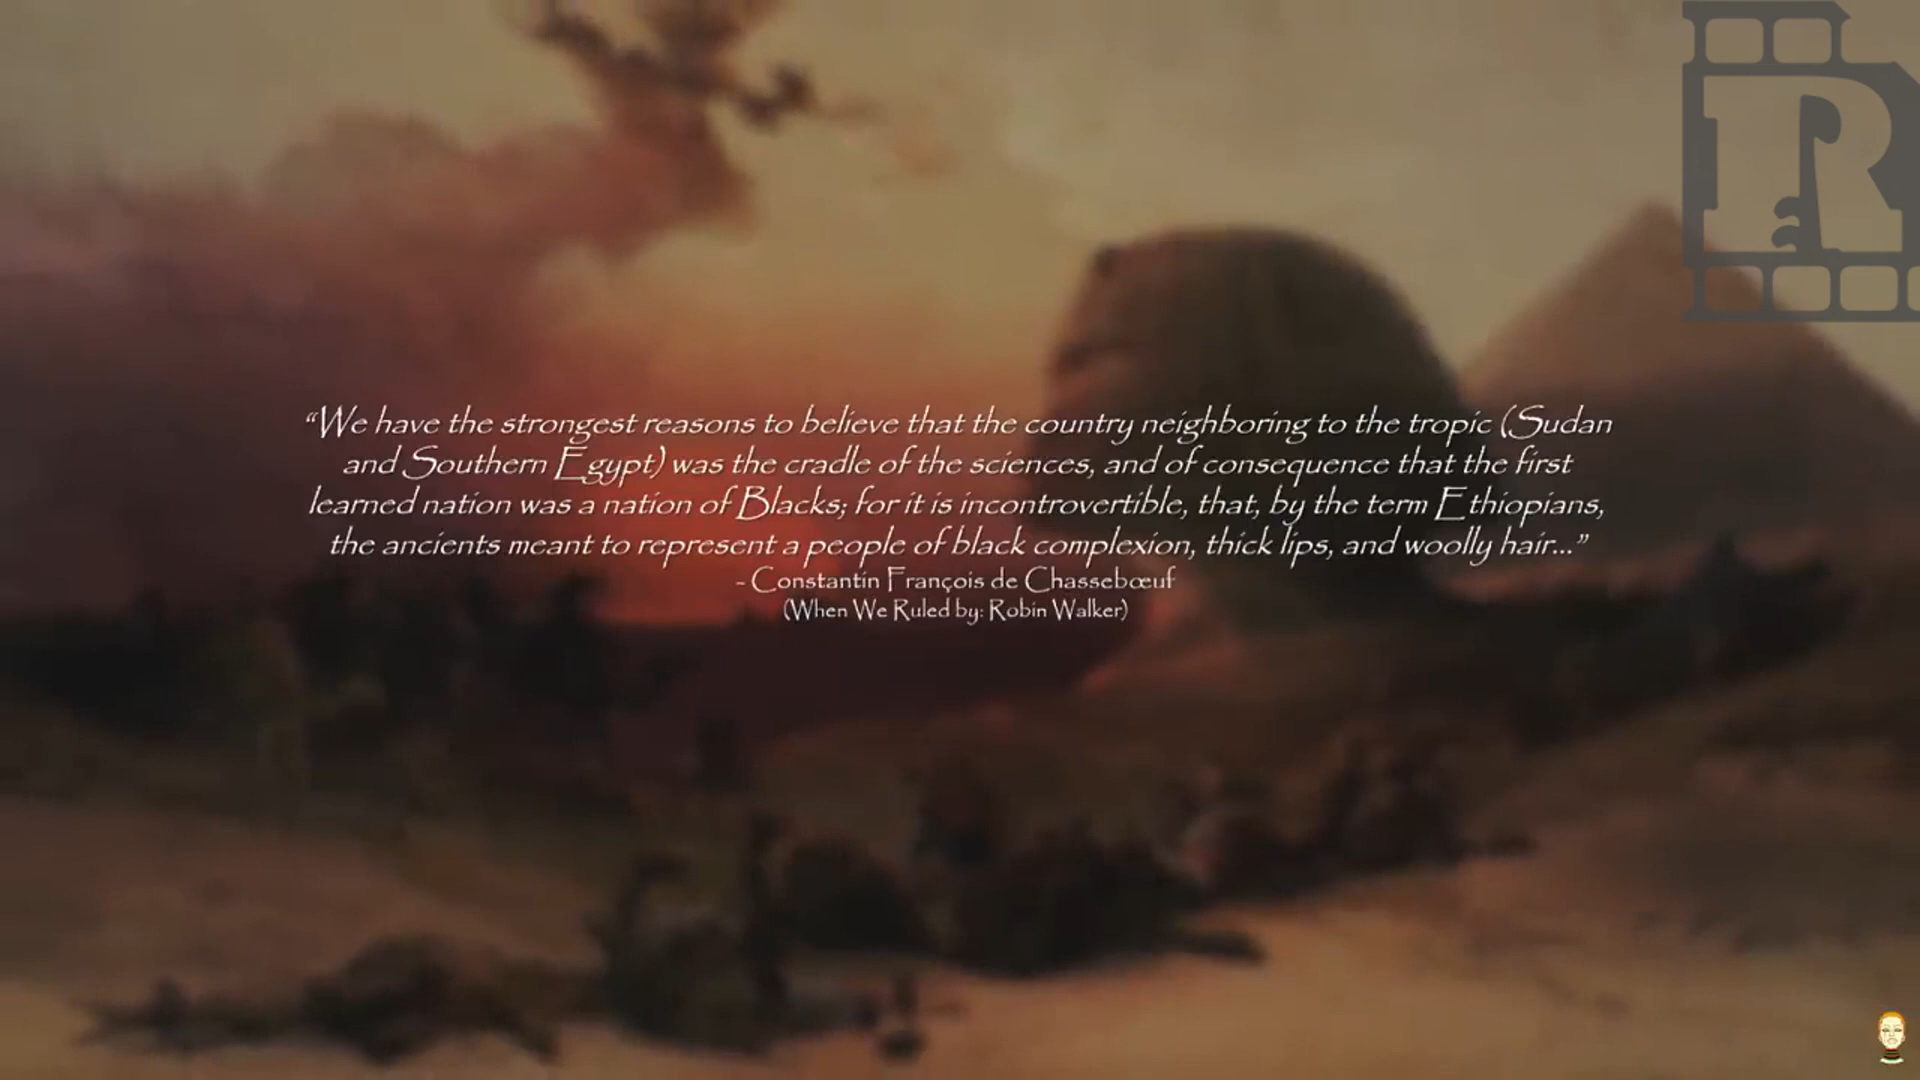 “We have the strongest reasons to believe that the country neighboring to the tropic (Sudan
and Southern Egypt) was the cradle of the sciences, and of consequence that the first
learned nation was a nation of Blacks; for it is incontrovertible, that, by the term Ethiopians,
the ancients meant to represent a people of black complexion, thick lips, and woolly hair...”
- Constantin François de Chassebœuf
(When We Ruled by: Robin Walker)
R